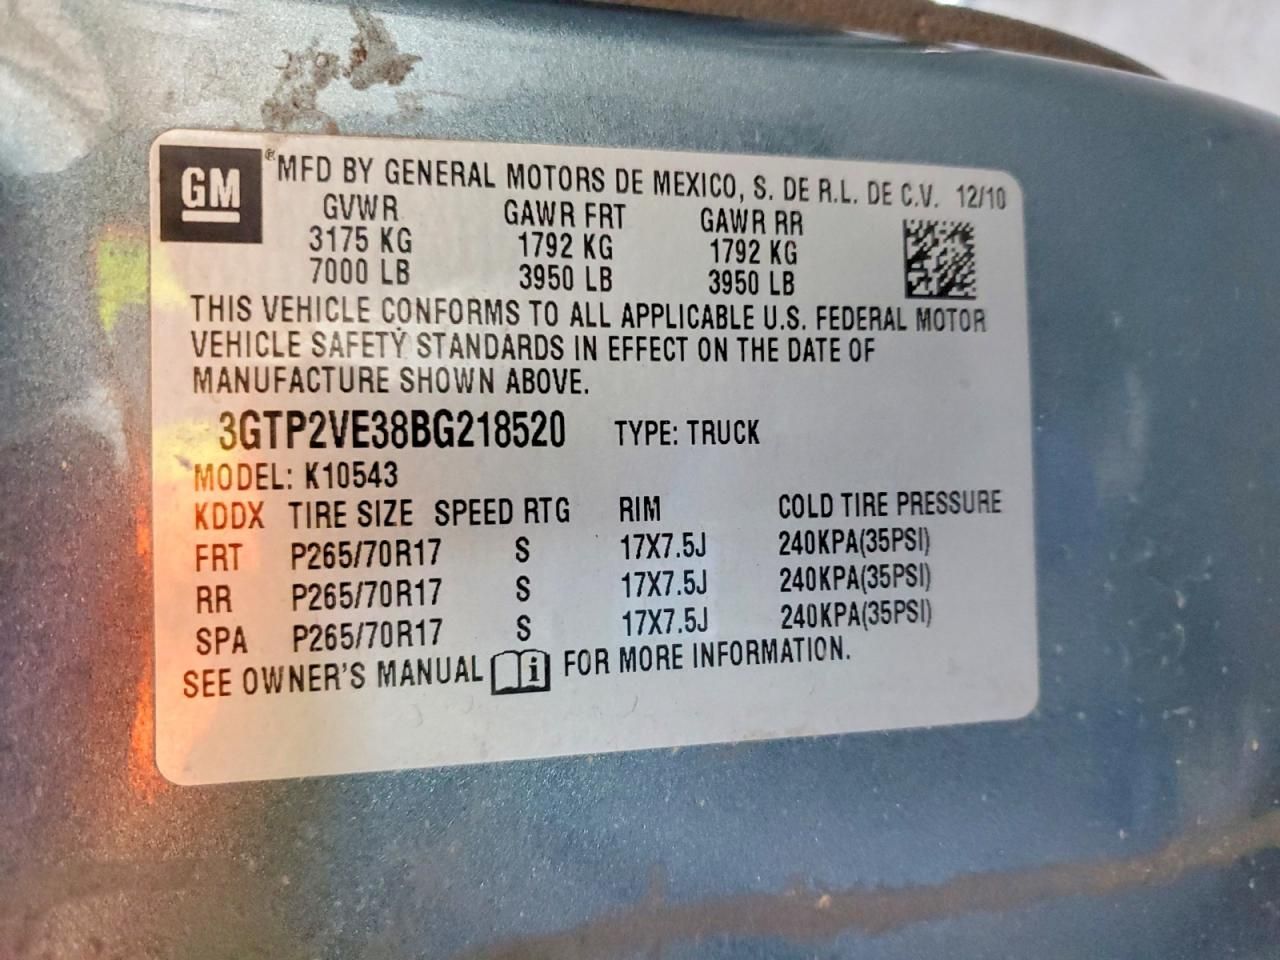 GM ® MFD BY GENERAL MOTORS DE MEXICO, S. DE R.L. DE C.V. 12/10
GVWR GAWR FRT GAWR RR
3175 KG 1792 KG 1792 KG
7000 LB 3950 LB 3950 LB
THIS VEHICLE CONFORMS TO ALL APPLICABLE U.S. FEDERAL MOTOR
VEHICLE SAFETY STANDARDS IN EFFECT ON THE DATE OF
MANUFACTURE SHOWN ABOVE.
3GTP2VE38BG218520 TYPE: TRUCK
MODEL: K10543
KDDX TIRE SIZE SPEED RTG RIM COLD TIRE PRESSURE
FRT P265/70R17 S 17X7.5J 240KPA(35PSI)
RR P265/70R17 S 17X7.5J 240KPA(35PSI)
SPA P265/70R17 S 17X7.5J 240KPA(35PSI)
SEE OWNER'S MANUAL i FOR MORE INFORMATION.